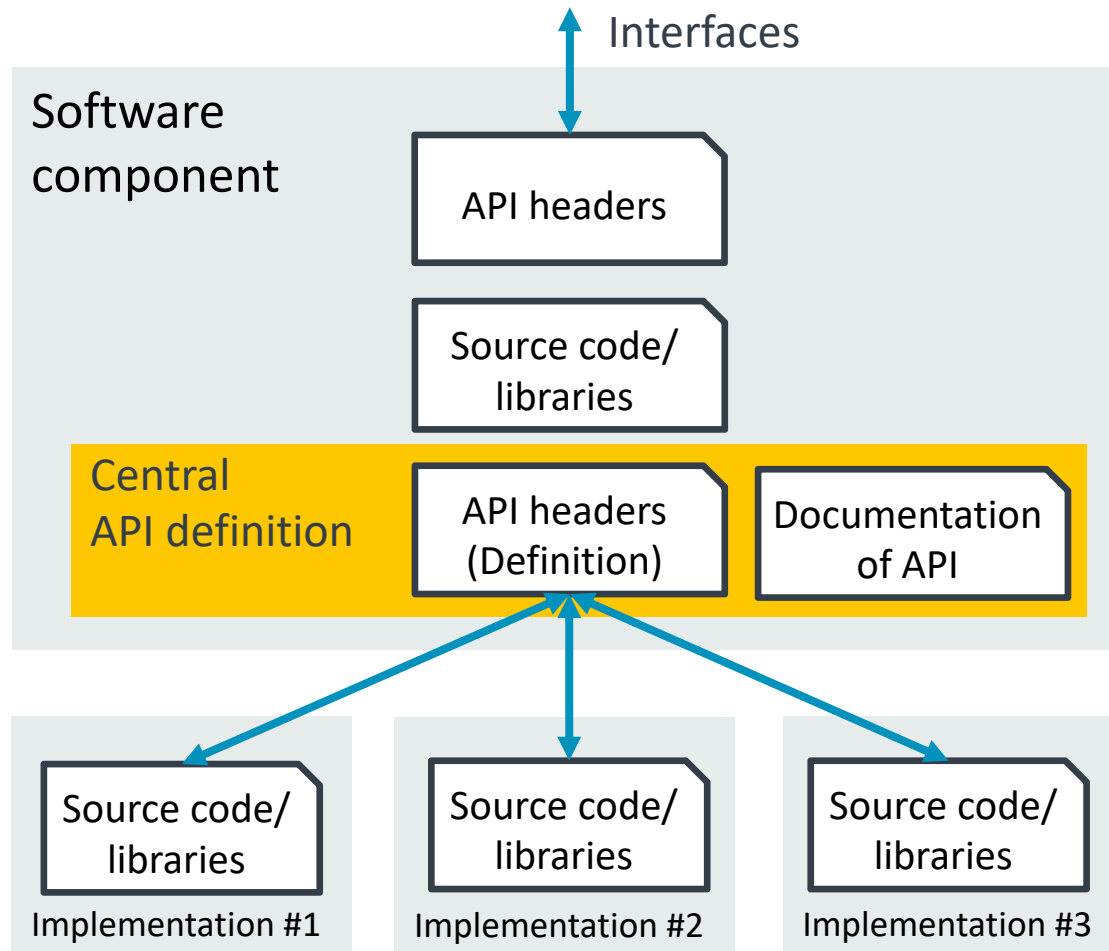 Interfaces
Software
component
API headers
Source code/
libraries
Central
API definition
API headers
(Definition)
Documentation
of API
Source code/
libraries
Implementation #1
Source code/
libraries
Implementation #2
Source code/
libraries
Implementation #3